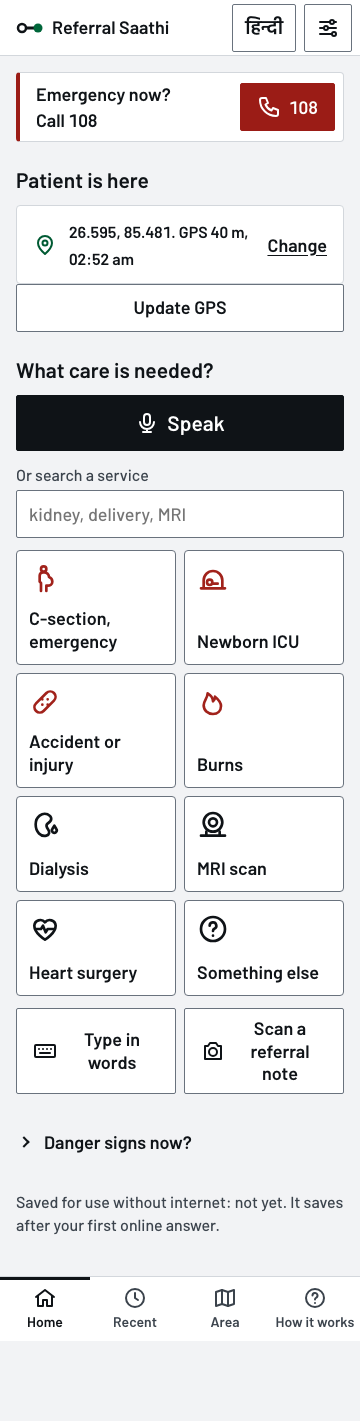 Referral Saathi
हिन्दी
Emergency now?
Call 108
108
Patient is here
26.595, 85.481. GPS 40 m,
02:52 am
Change
Update GPS
What care is needed?
Speak
Or search a service
kidney, delivery, MRI
C-section,
emergency
Newborn ICU
Accident or
injury
Burns
Dialysis
MRI scan
Heart surgery
Something else
Type in
words
Scan a
referral
note
Danger signs now?
Saved for use without internet: not yet. It saves
after your first online answer.
Home
Recent
Area
How it works